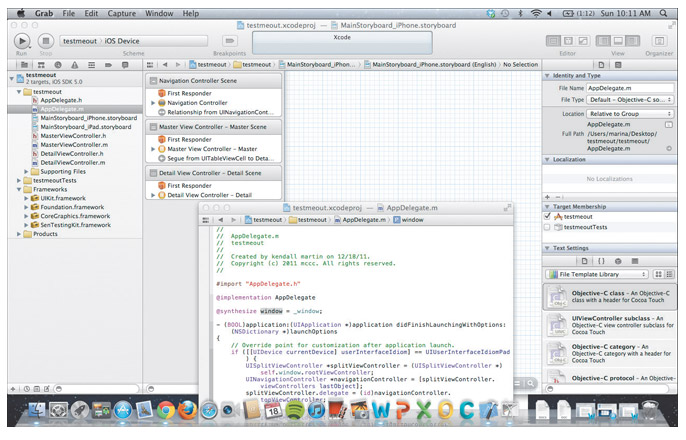 Grab File Edit Capture Window Help (1:12) Sun 10:11 AM
testmeout.xcodeproj — MainStoryboard_iPhone.storyboard
testmeout iOS Device
Xcode
Run Stop Scheme Breakpoints Editor View Organizer
testmeout testmeout MainStoryboard_iPhon... MainStoryboard_iPhone.storyboard (English) No Selection
testmeout
2 targets, iOS SDK 5.0
testmeout
AppDelegate.h
AppDelegate.m
MainStoryboard_iPhone.storyboard
MainStoryboard_iPad.storyboard
MasterViewController.h
MasterViewController.m
DetailViewController.h
DetailViewController.m
Supporting Files
testmeoutTests
Frameworks
UIKit.framework
Foundation.framework
CoreGraphics.framework
SenTestingKit.framework
Products
Navigation Controller Scene
First Responder
Navigation Controller
Relationship from UINavigationCont...
Master View Controller – Master Scene
First Responder
Master View Controller – Master
Segue from UITableViewCell to Deta...
Detail View Controller – Detail Scene
First Responder
Detail View Controller – Detail
Identity and Type
File Name AppDelegate.m
File Type Default – Objective-C so...
Location Relative to Group
AppDelegate.m
Full Path /Users/marina/Desktop/
testmeout/testmeout/
AppDelegate.m
Localization
No Localizations
Target Membership
testmeout
testmeoutTests
Text Settings
{ }
File Template Library
Objective-C class – An Objective-C
class with a header for Cocoa Touch
UIViewController subclass – An
Objective-C view controller subclass for
Cocoa Touch
Objective-C category – An
Objective-C category with a header for
Cocoa Touch
Objective-C protocol – An
testmeout.xcodeproj — AppDelegate.m
testmeout testmeout AppDelegate.m window
//
// AppDelegate.m
// testmeout
//
// Created by kendall martin on 12/18/11.
// Copyright (c) 2011 mccc. All rights reserved.
//
#import "AppDelegate.h"
@implementation AppDelegate
@synthesize window = _window;
- (BOOL)application:(UIApplication *)application didFinishLaunchingWithOptions:
(NSDictionary *)launchOptions
{
// Override point for customization after application launch.
if ([[UIDevice currentDevice] userInterfaceIdiom] == UIUserInterfaceIdiomPad
) {
UISplitViewController *splitViewController = (UISplitViewController *)
self.window.rootViewController;
UINavigationController *navigationController = [splitViewController.
viewControllers lastObject];
splitViewController.delegate = (id)navigationController.
topViewController;
18 W P X O C